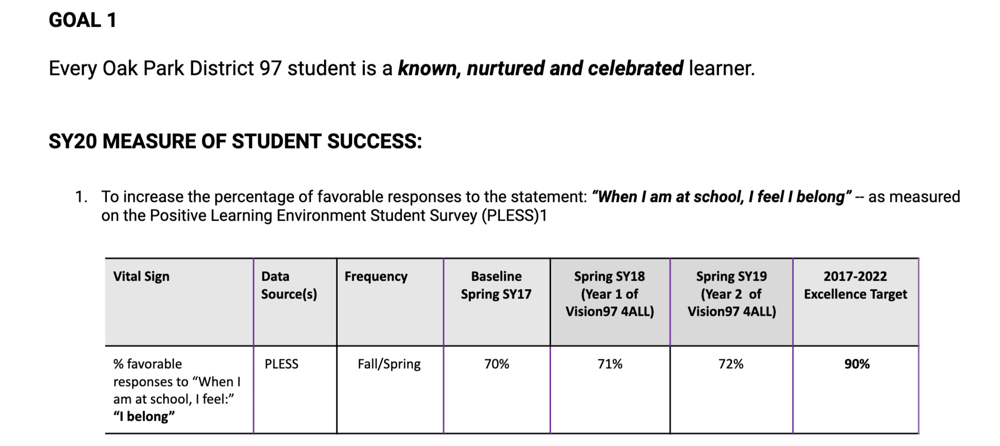 GOAL 1
Every Oak Park District 97 student is a known, nurtured and celebrated learner.
SY20 MEASURE OF STUDENT SUCCESS:
1. To increase the percentage of favorable responses to the statement: “When I am at school, I feel I belong” -- as measured
on the Positive Learning Environment Student Survey (PLESS)1
Vital Sign
Data
Source(s)
Frequency
Baseline
Spring SY17
Spring SY18
(Year 1 of
Vision97 4ALL)
Spring SY19
(Year 2 of
Vision97 4ALL)
2017-2022
Excellence Target
% favorable
responses to “When I
am at school, I feel:”
“I belong”
PLESS
Fall/Spring
70%
71%
72%
90%